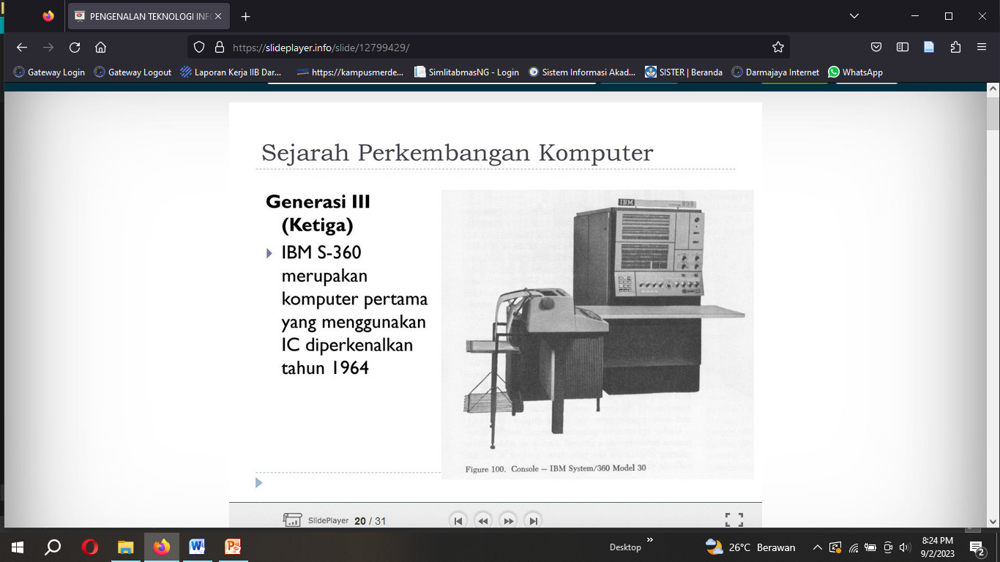 PENGENALAN TEKNOLOGI INF
https://slideplayer.info/slide/12799429/
Gateway Login
Gateway Logout
Laporan Kerja IIB Dar...
https://kampusmerde...
SimlitabmasNG - Login
Sistem Informasi Akad...
SISTER | Beranda
Darmajaya Internet
WhatsApp
Sejarah Perkembangan Komputer
Generasi III
(Ketiga)
IBM S-360
merupakan
komputer pertama
yang menggunakan
IC diperkenalkan
tahun 1964
IBM
Figure 100. Console — IBM System/360 Model 30
SlidePlayer 20 / 31
Desktop
26°C Berawan
8:24 PM
9/2/2023
2